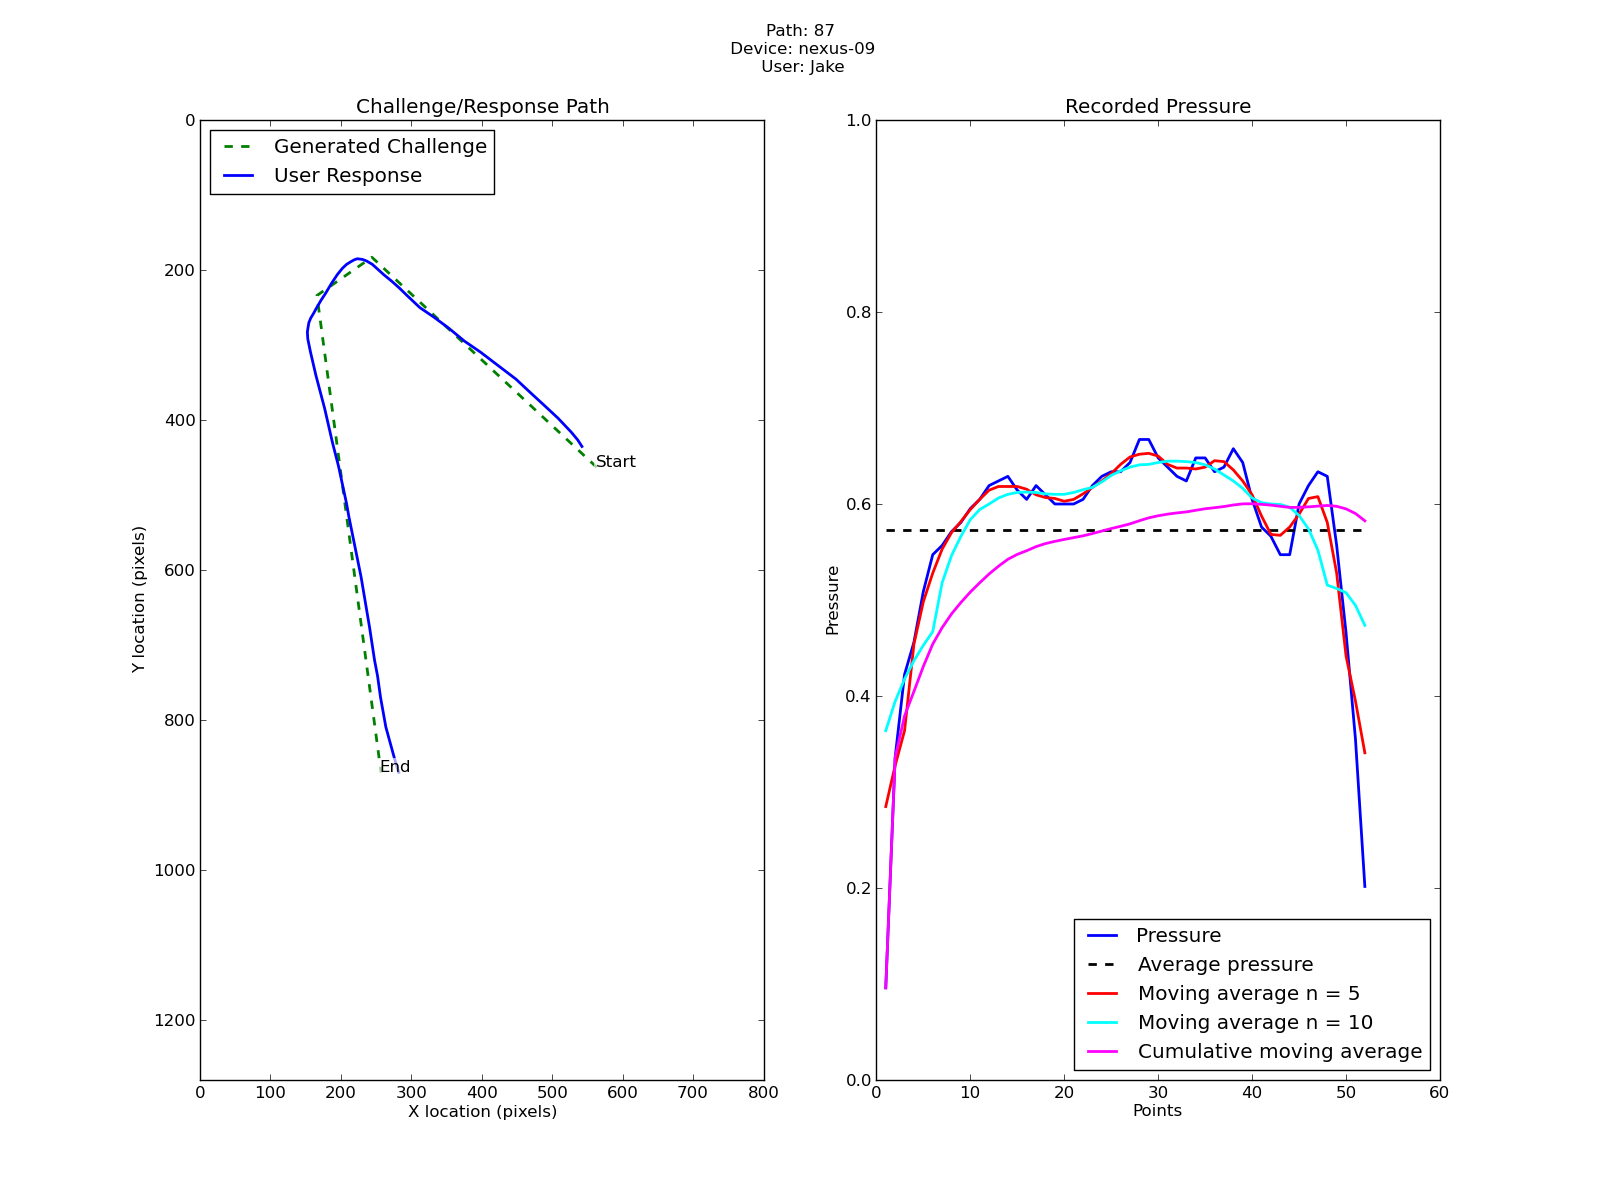 Path: 87
Device: nexus-09
User: Jake
Challenge/Response Path
Generated Challenge
User Response
Start
End
0
200
400
600
800
1000
1200
Y location (pixels)
0 100 200 300 400 500 600 700 800
X location (pixels)
Recorded Pressure
1.0
0.8
0.6
0.4
0.2
0.0
Pressure
Pressure
Average pressure
Moving average n = 5
Moving average n = 10
Cumulative moving average
0 10 20 30 40 50 60
Points